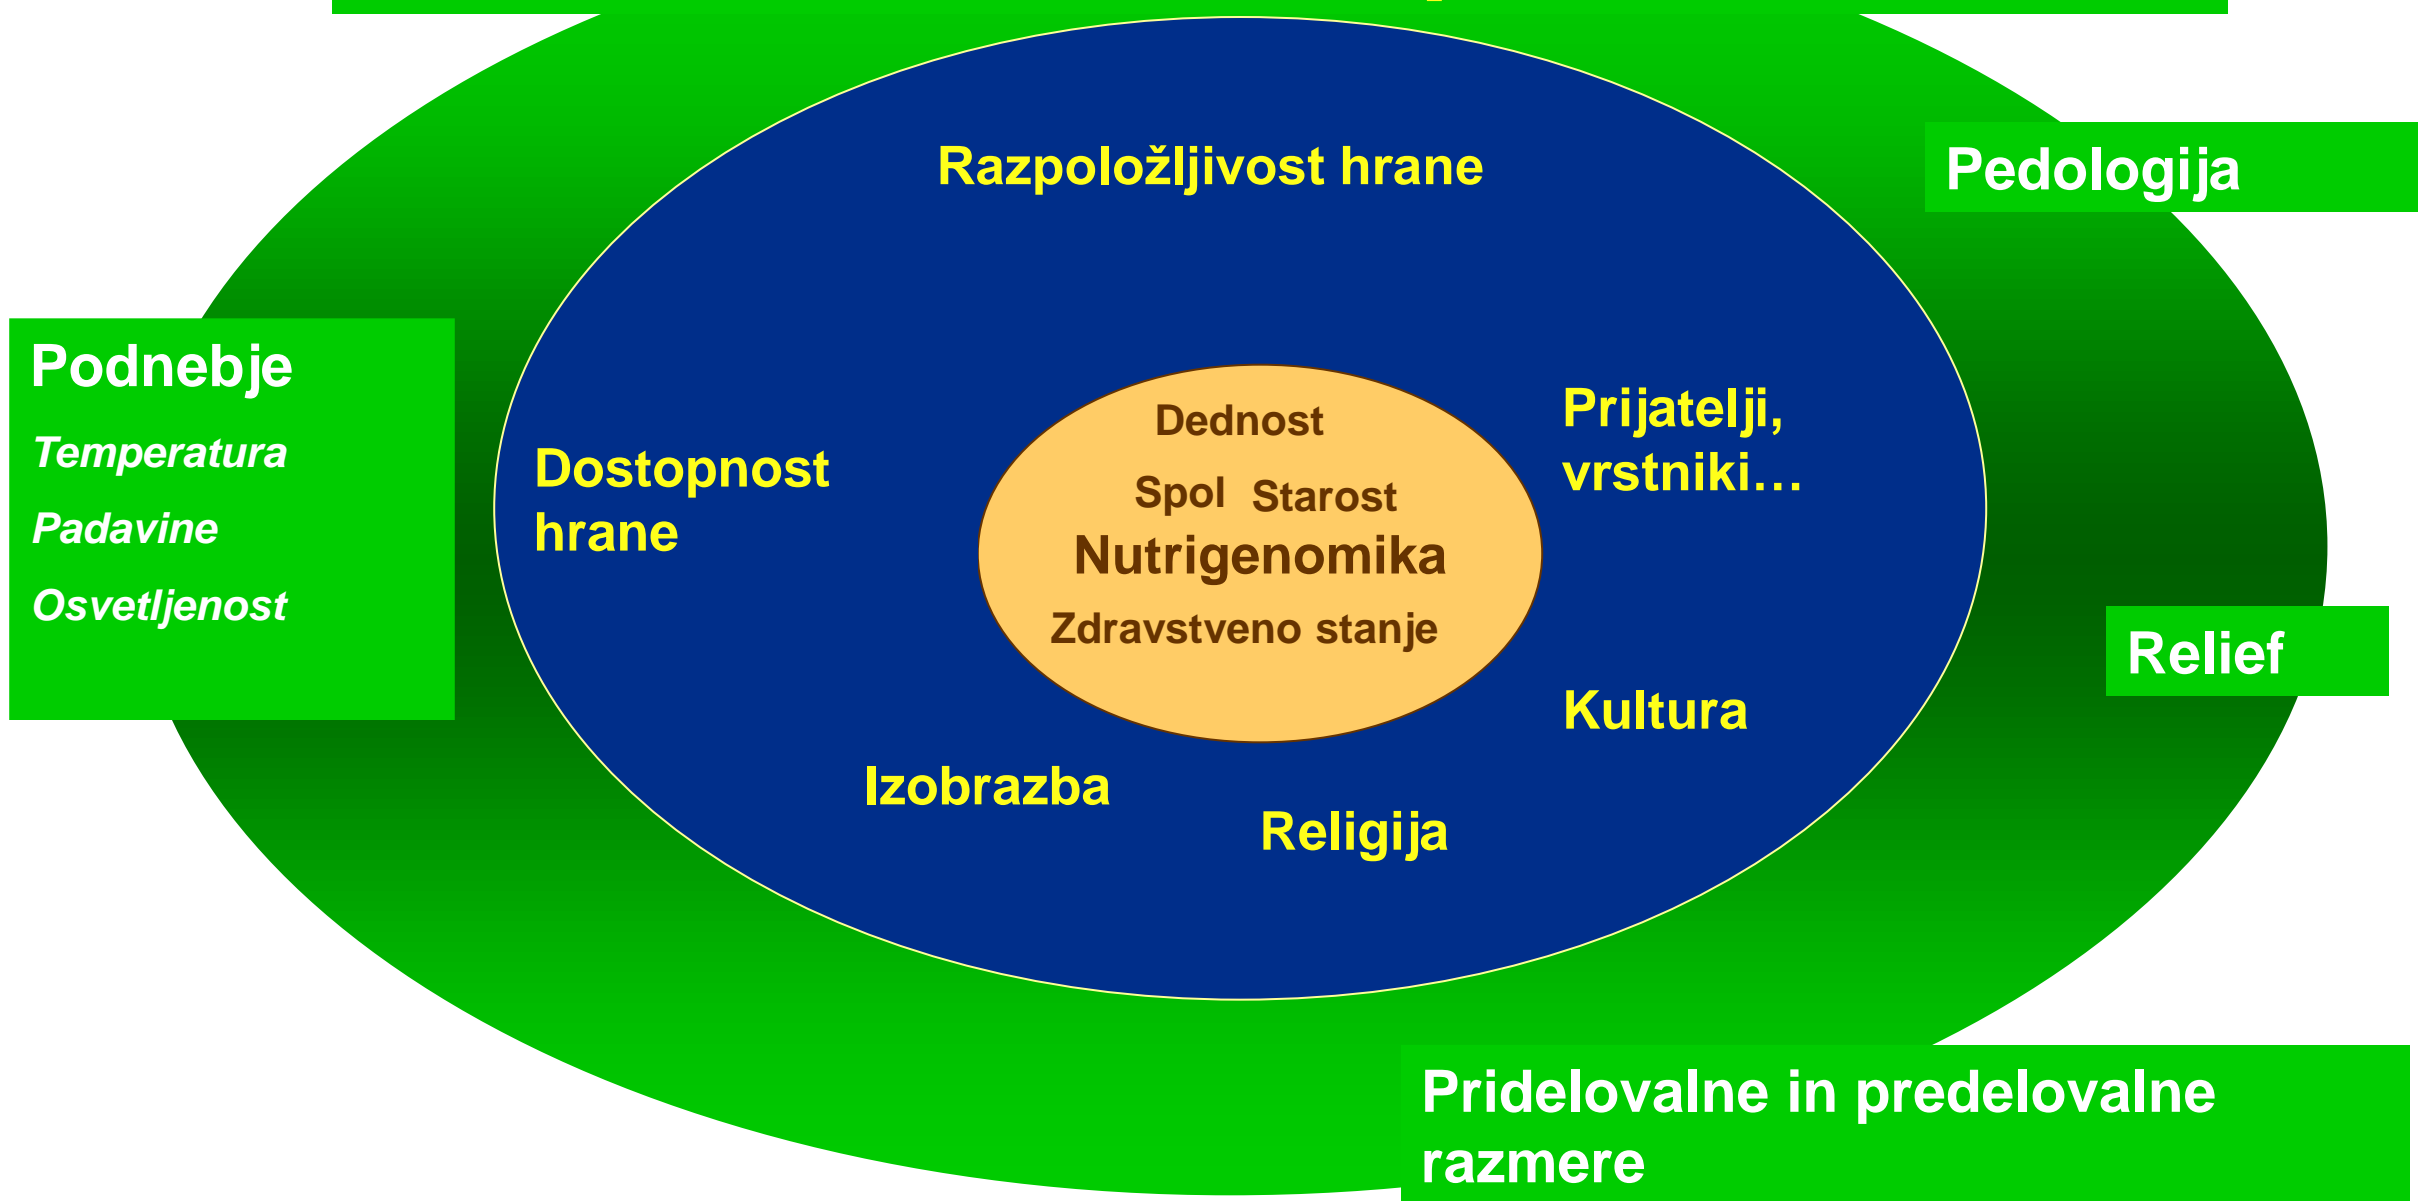 Razpoložljivost hrane
Pedologija
Podnebje
Temperatura
Padavine
Osvetljenost
Dostopnost
hrane
Dednost
Spol Starost
Nutrigenomika
Zdravstveno stanje
Prijatelji,
vrstniki…
Kultura
Relief
Izobrazba
Religija
Pridelovalne in predelovalne
razmere